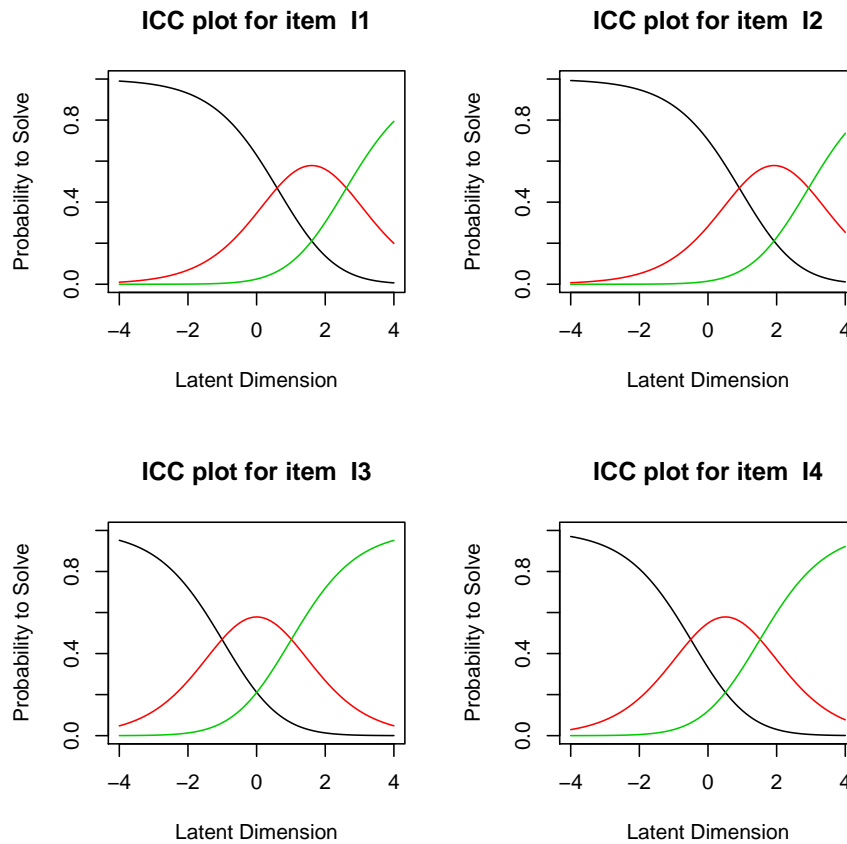 ICC plot for item I1
Probability to Solve
0.0 0.4 0.8
−4 −2 0 2 4
Latent Dimension
ICC plot for item I2
Probability to Solve
0.0 0.4 0.8
−4 −2 0 2 4
Latent Dimension
ICC plot for item I3
Probability to Solve
0.0 0.4 0.8
−4 −2 0 2 4
Latent Dimension
ICC plot for item I4
Probability to Solve
0.0 0.4 0.8
−4 −2 0 2 4
Latent Dimension